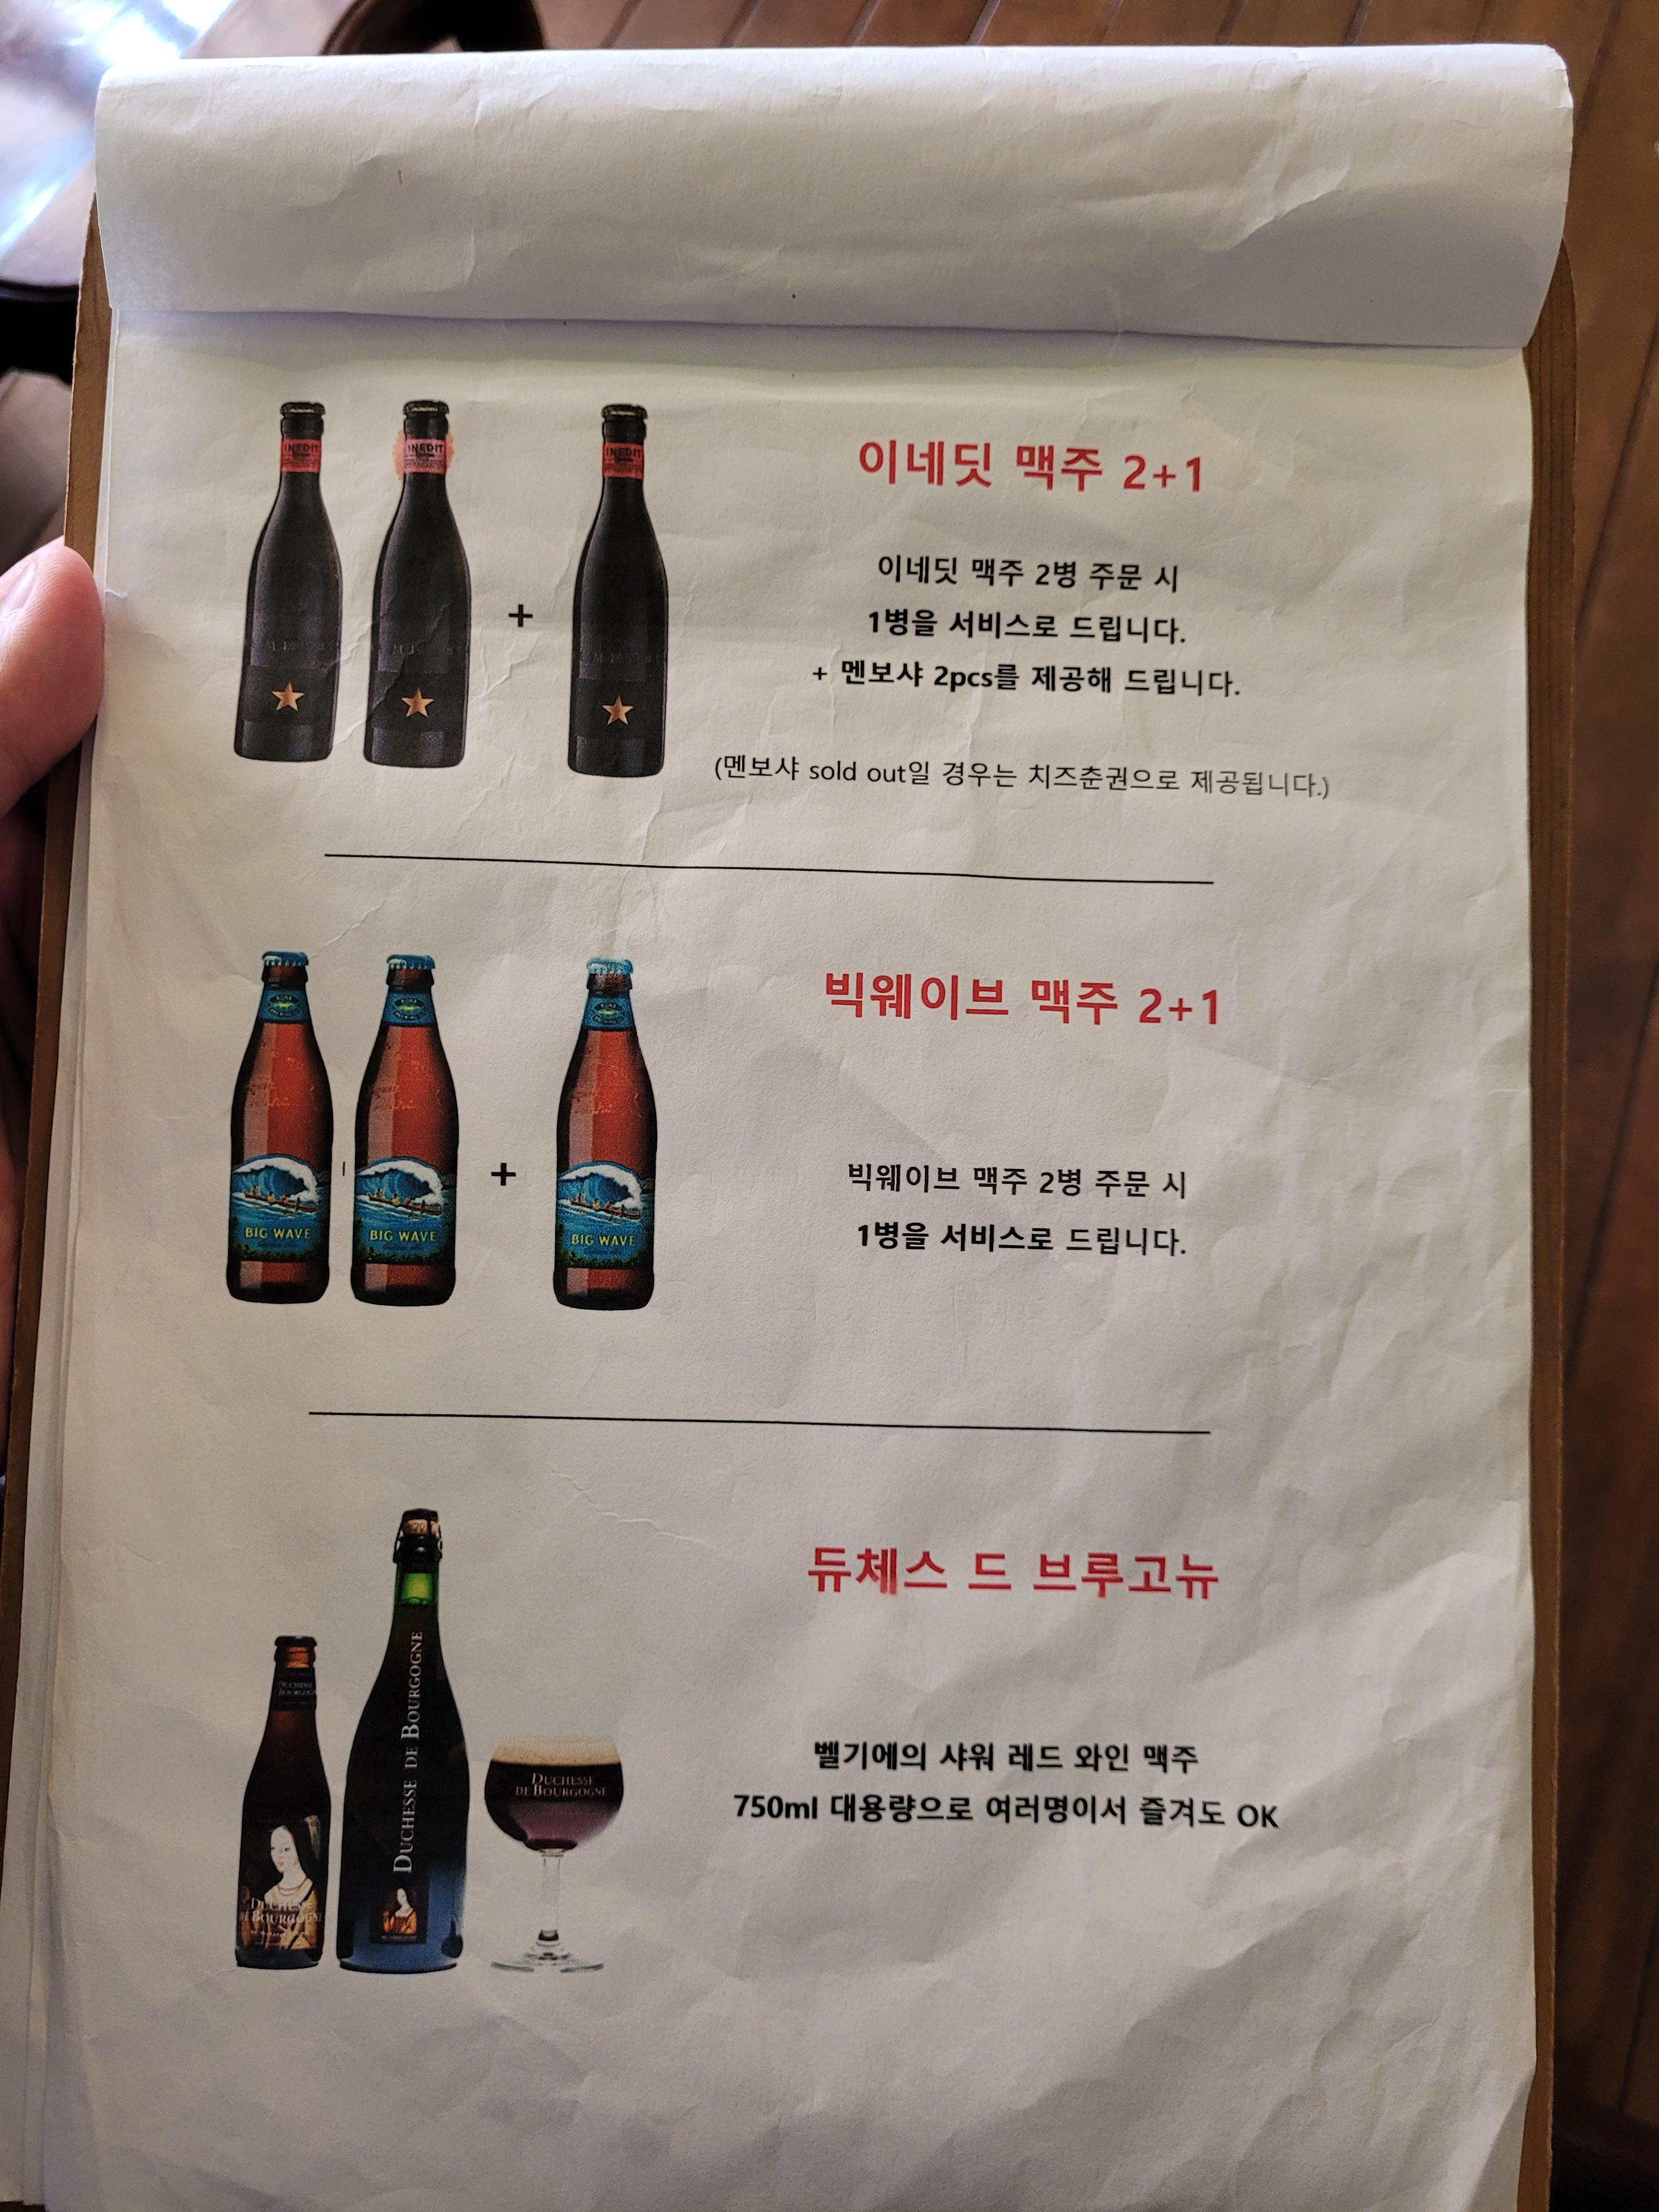 이네딧 맥주 2+1
이네딧 맥주 2병 주문 시
1병을 서비스로 드립니다.
+ 멘보샤 2pcs를 제공해 드립니다.
(멘보샤 sold out일 경우는 치즈춘권으로 제공됩니다.)
INEDIT
INEDIT
INEDIT
+
빅웨이브 맥주 2+1
빅웨이브 맥주 2병 주문 시
1병을 서비스로 드립니다.
+
BIG WAVE
BIG WAVE
BIG WAVE
듀체스 드 브루고뉴
벨기에의 샤워 레드 와인 맥주
750ml 대용량으로 여러명이서 즐겨도 OK
DUCHESSE
DE BOURGOGNE
DUCHESSE DE BOURGOGNE
DUCHESSE
DE BOURGOGNE